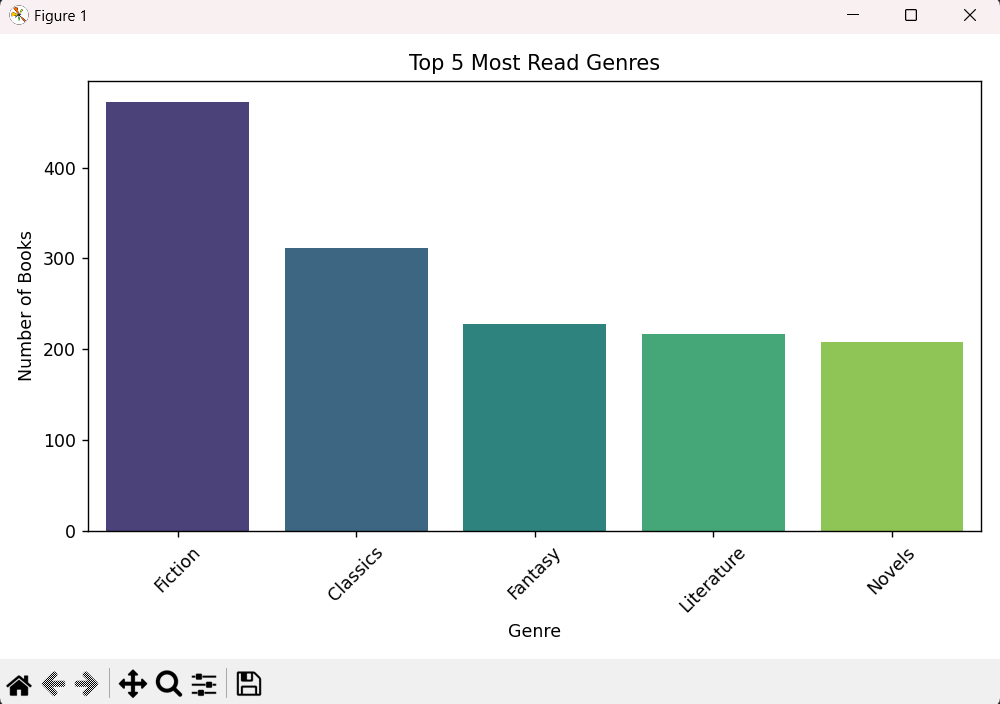 Figure 1
Top 5 Most Read Genres
Number of Books
400
300
200
100
0
Fiction
Classics
Fantasy
Literature
Novels
Genre